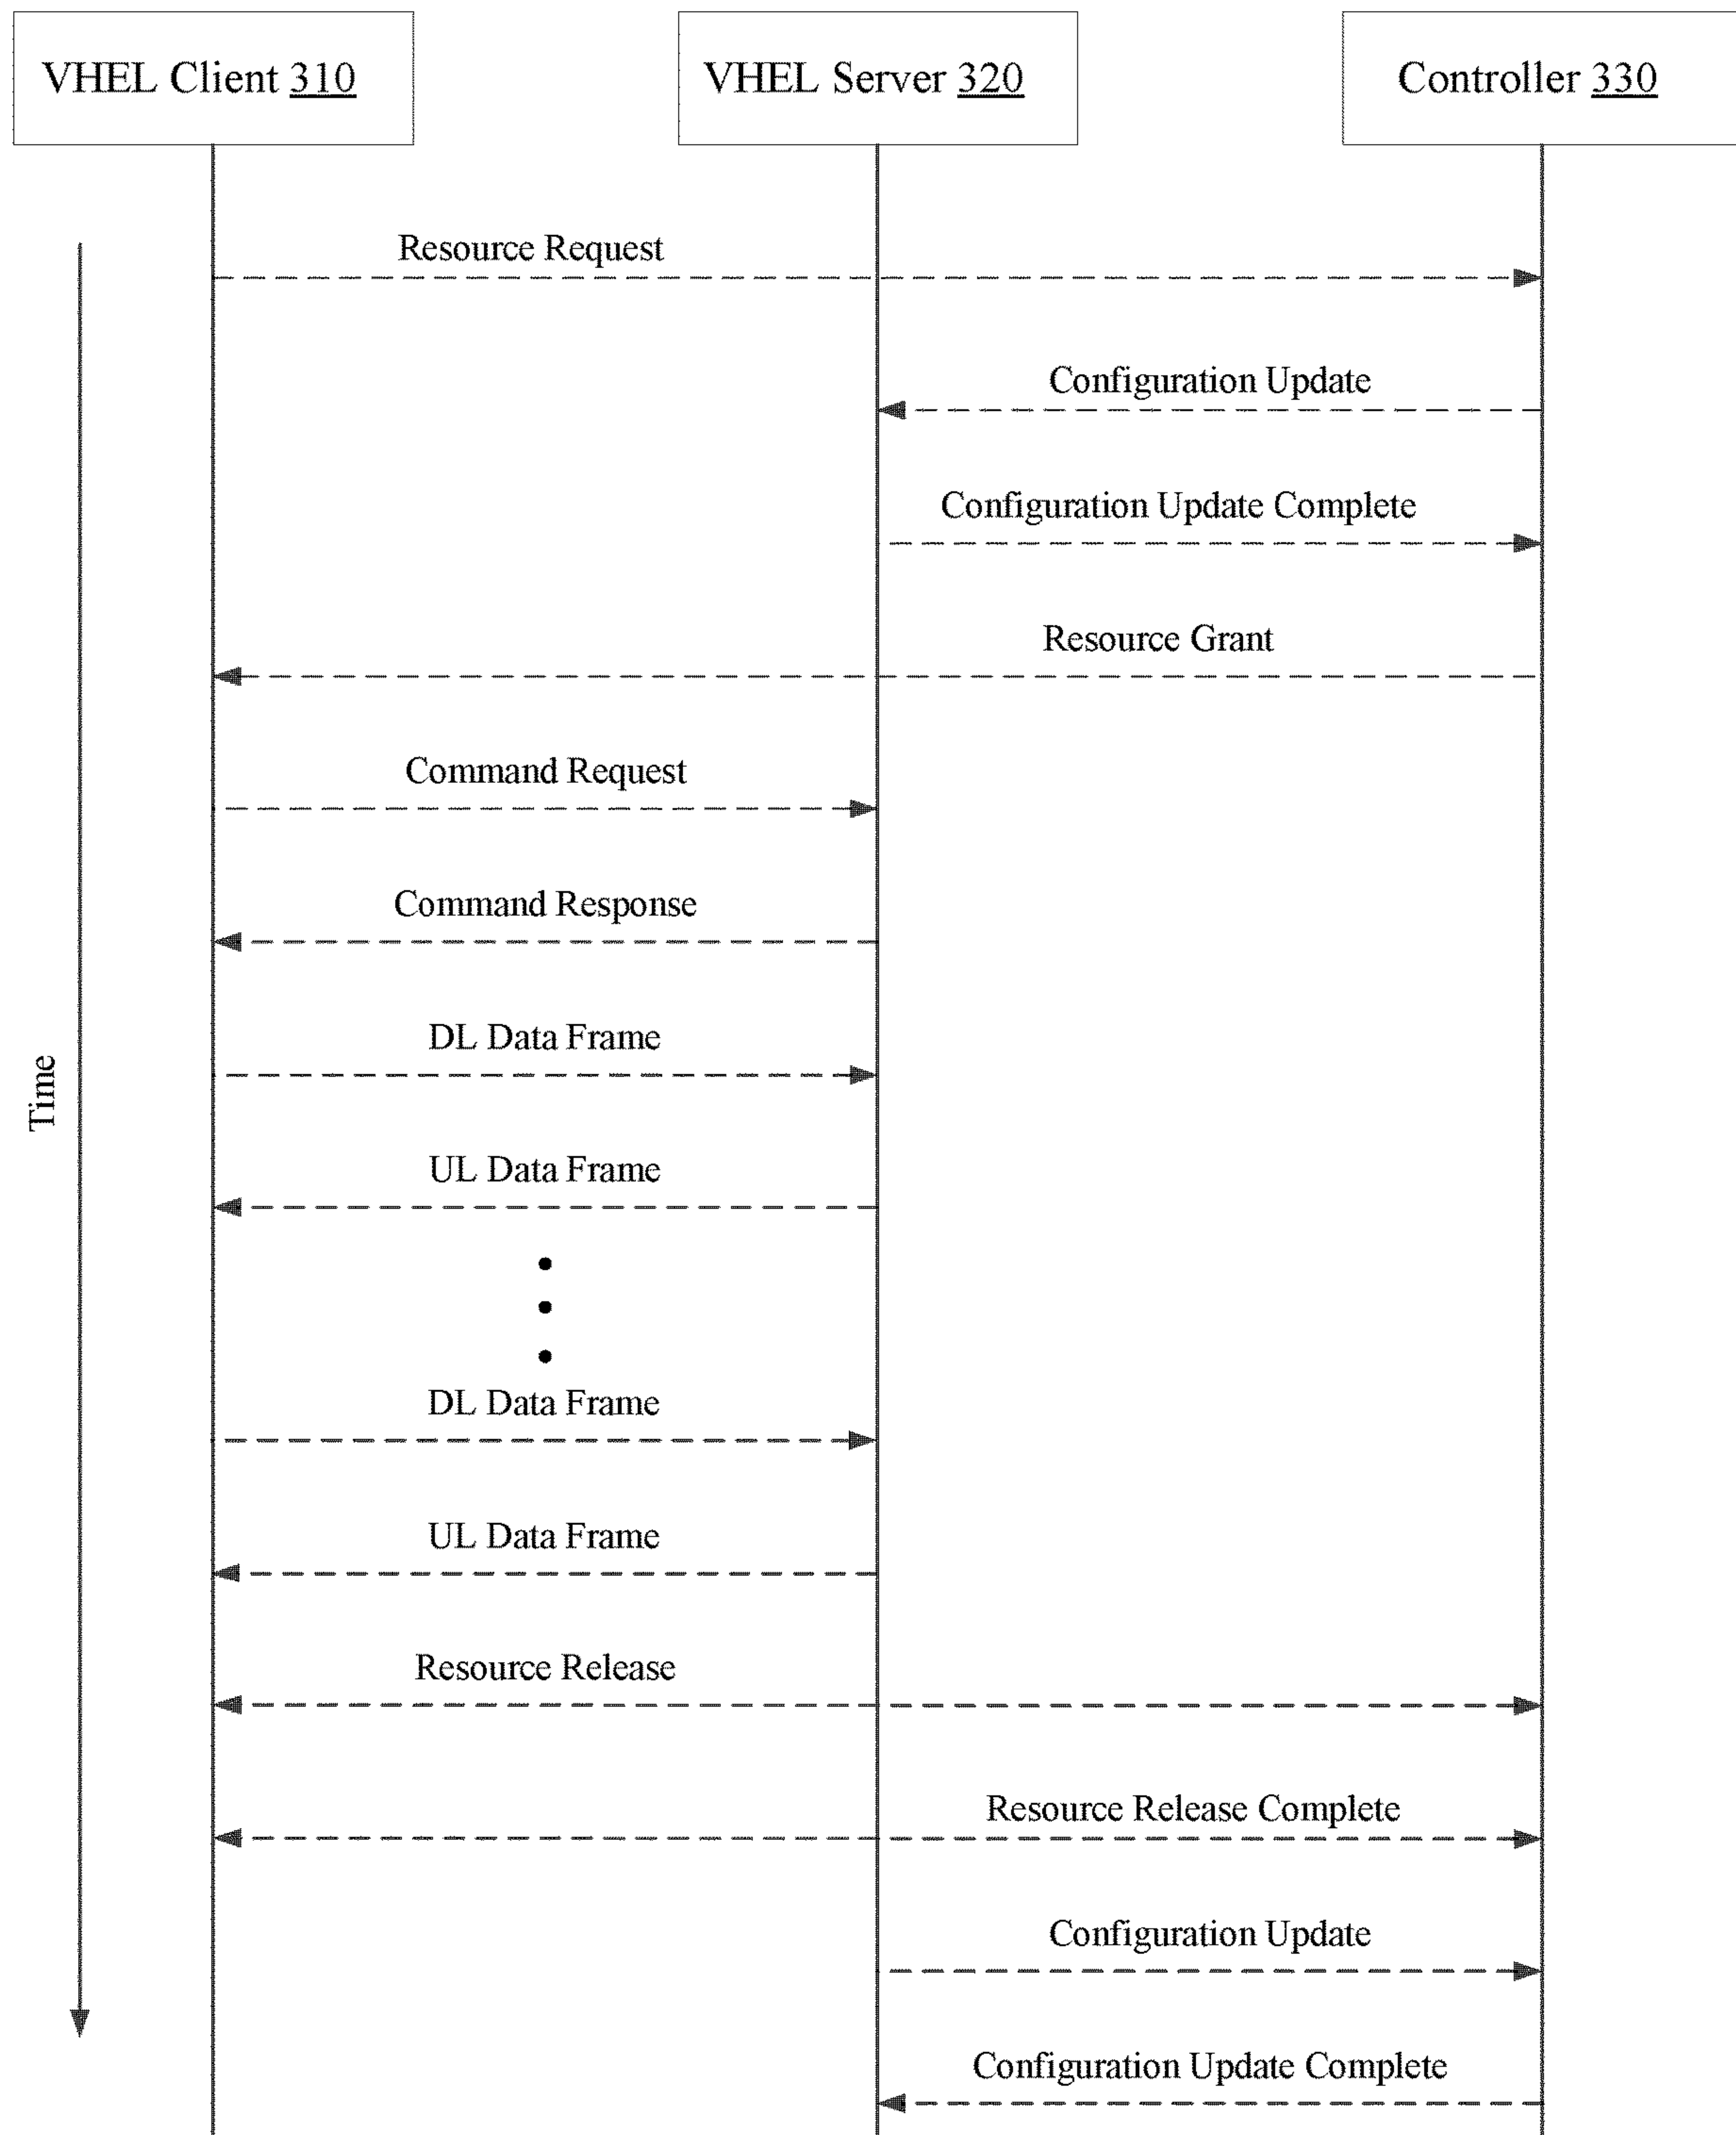 VHEL Client 310
VHEL Server 320
Controller 330
Resource Request
Configuration Update
Configuration Update Complete
Resource Grant
Command Request
Command Response
DL Data Frame
Time
UL Data Frame
DL Data Frame
UL Data Frame
Resource Release
Resource Release Complete
Configuration Update
Configuration Update Complete